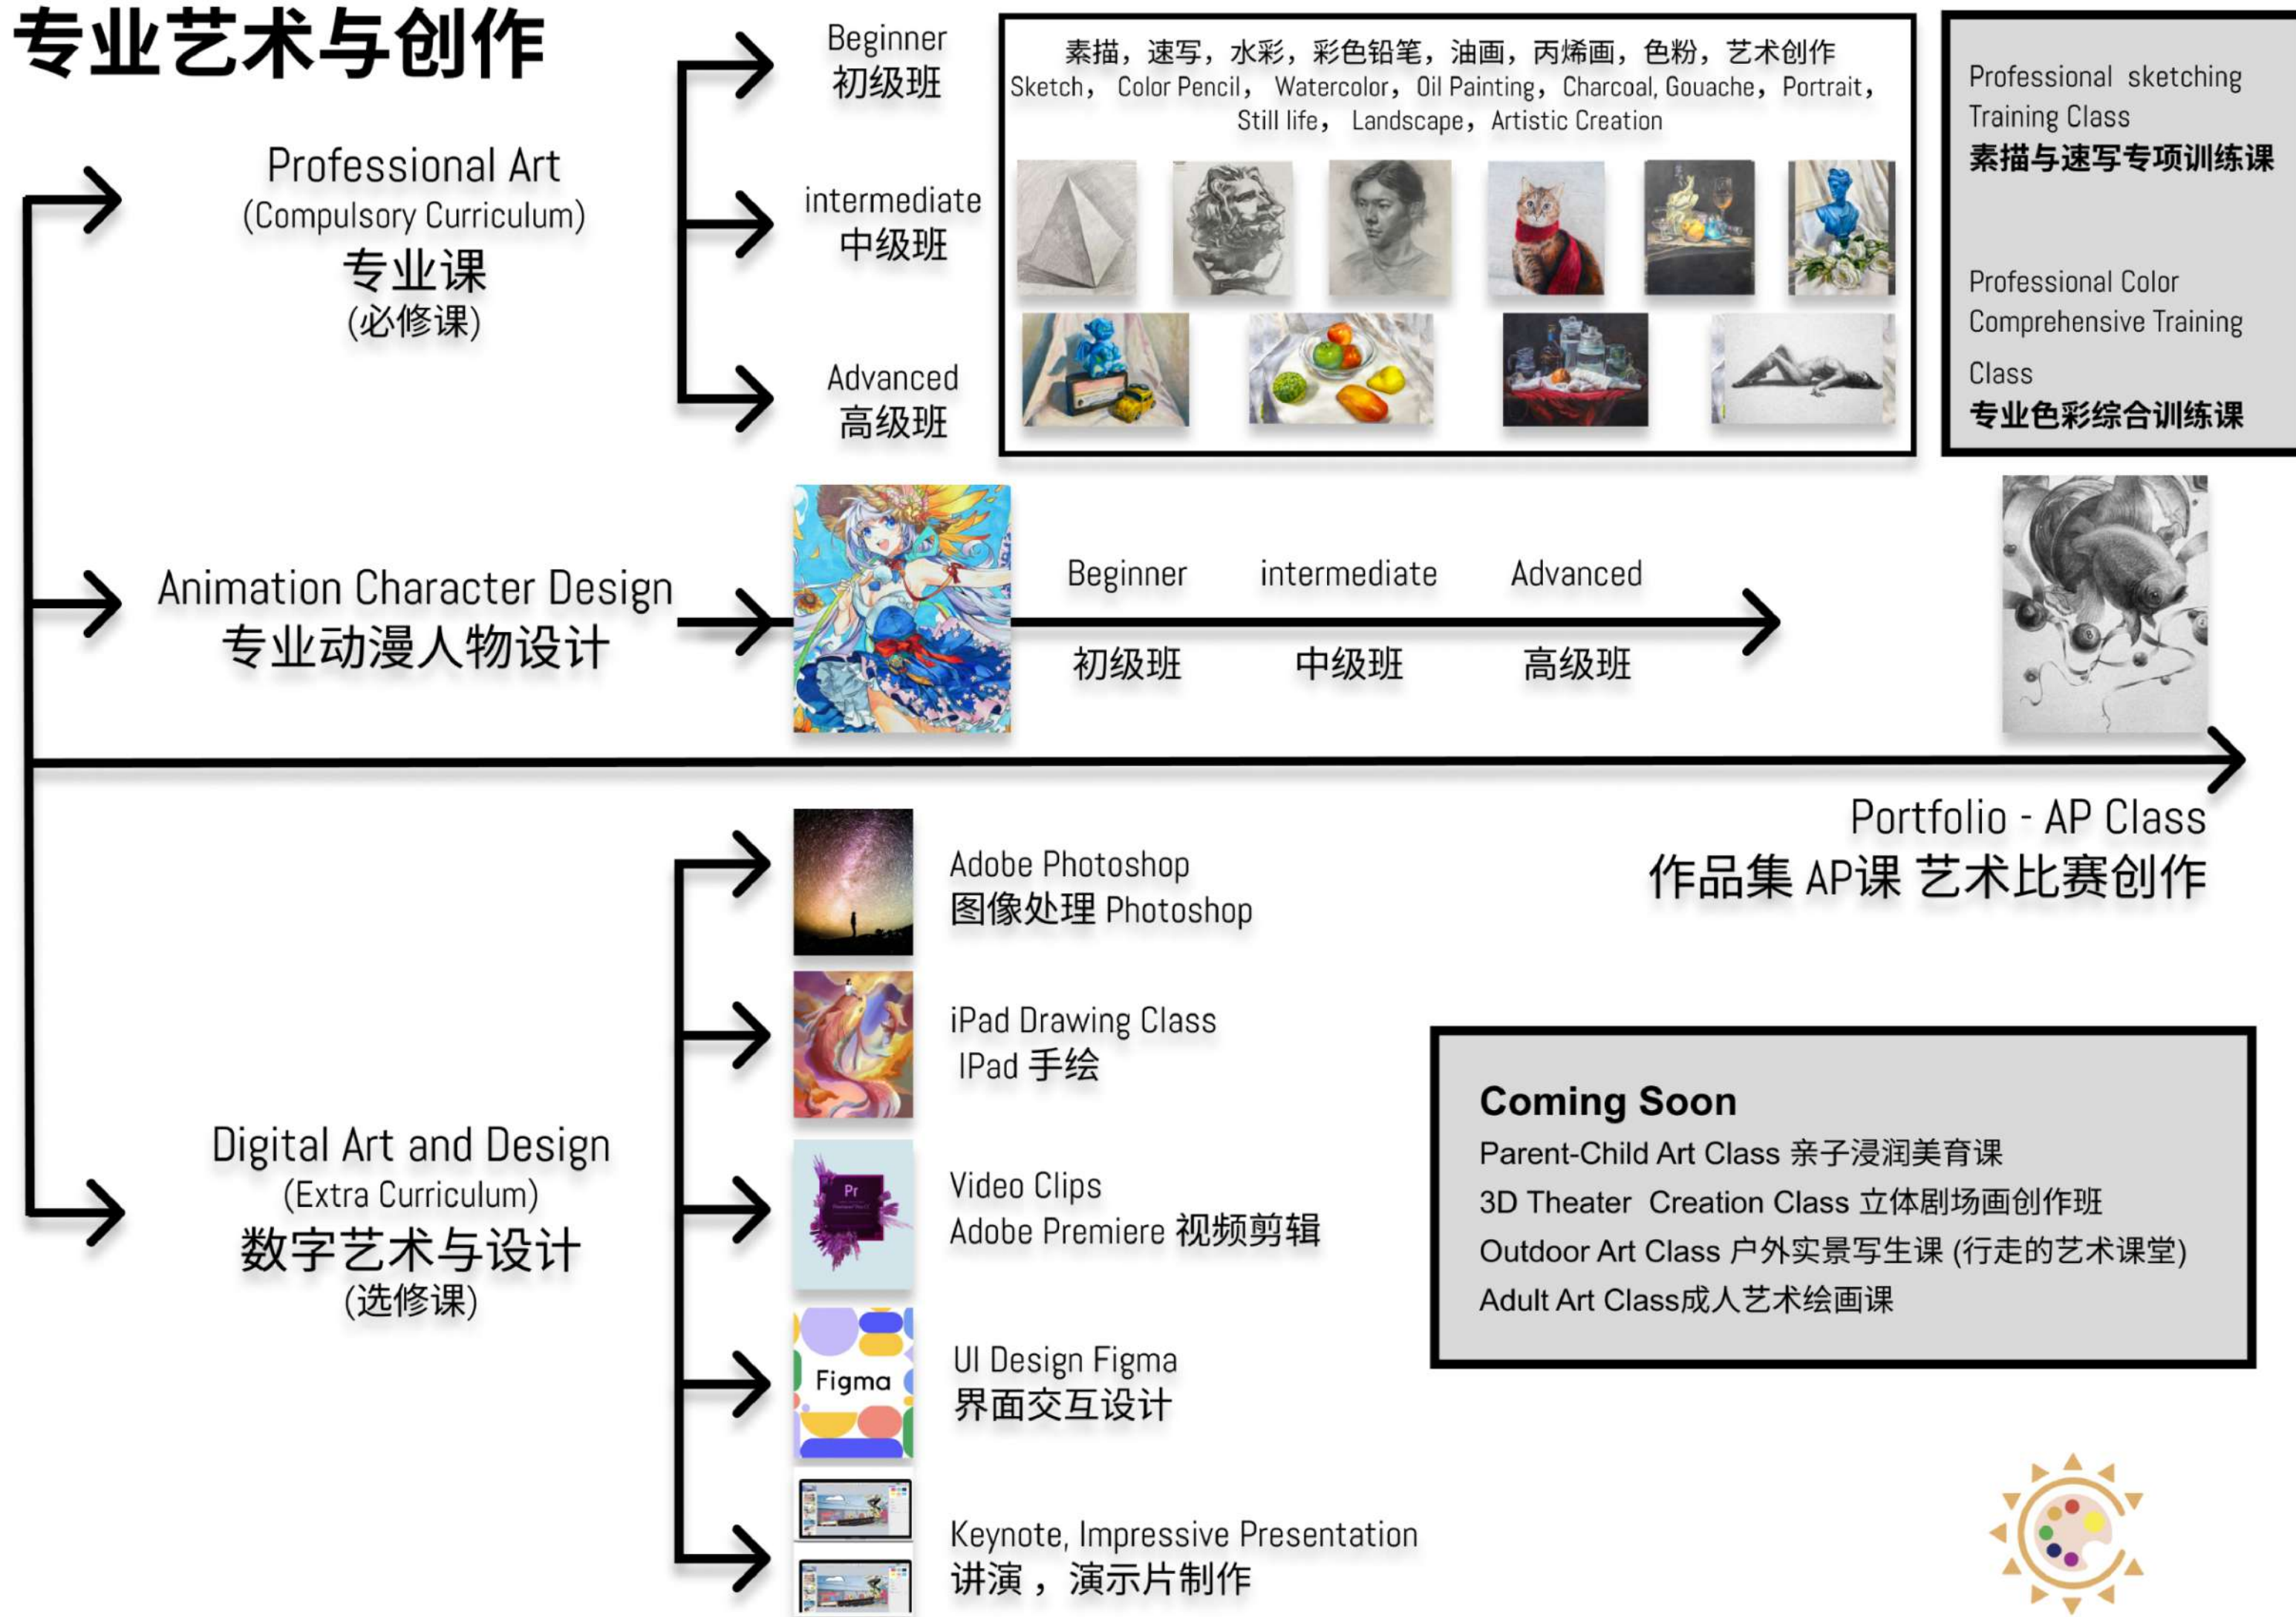 专业艺术与创作
Professional Art
(Compulsory Curriculum)
专业课
(必修课)
Beginner
初级班
intermediate
中级班
Advanced
高级班
素描，速写，水彩，彩色铅笔，油画，丙烯画，色粉，艺术创作
Sketch， Color Pencil， Watercolor，Oil Painting，Charcoal, Gouache，Portrait，
Still life， Landscape，Artistic Creation
Professional sketching
Training Class
素描与速写专项训练课
Professional Color
Comprehensive Training
Class
专业色彩综合训练课
Animation Character Design
专业动漫人物设计
Beginner intermediate Advanced
初级班 中级班 高级班
Portfolio - AP Class
作品集 AP课 艺术比赛创作
Digital Art and Design
(Extra Curriculum)
数字艺术与设计
(选修课)
Adobe Photoshop
图像处理 Photoshop
iPad Drawing Class
IPad 手绘
Pr
Video Clips
Adobe Premiere 视频剪辑
Figma
UI Design Figma
界面交互设计
Keynote, Impressive Presentation
讲演 ，演示片制作
Coming Soon
Parent-Child Art Class 亲子浸润美育课
3D Theater Creation Class 立体剧场画创作班
Outdoor Art Class 户外实景写生课 (行走的艺术课堂)
Adult Art Class成人艺术绘画课